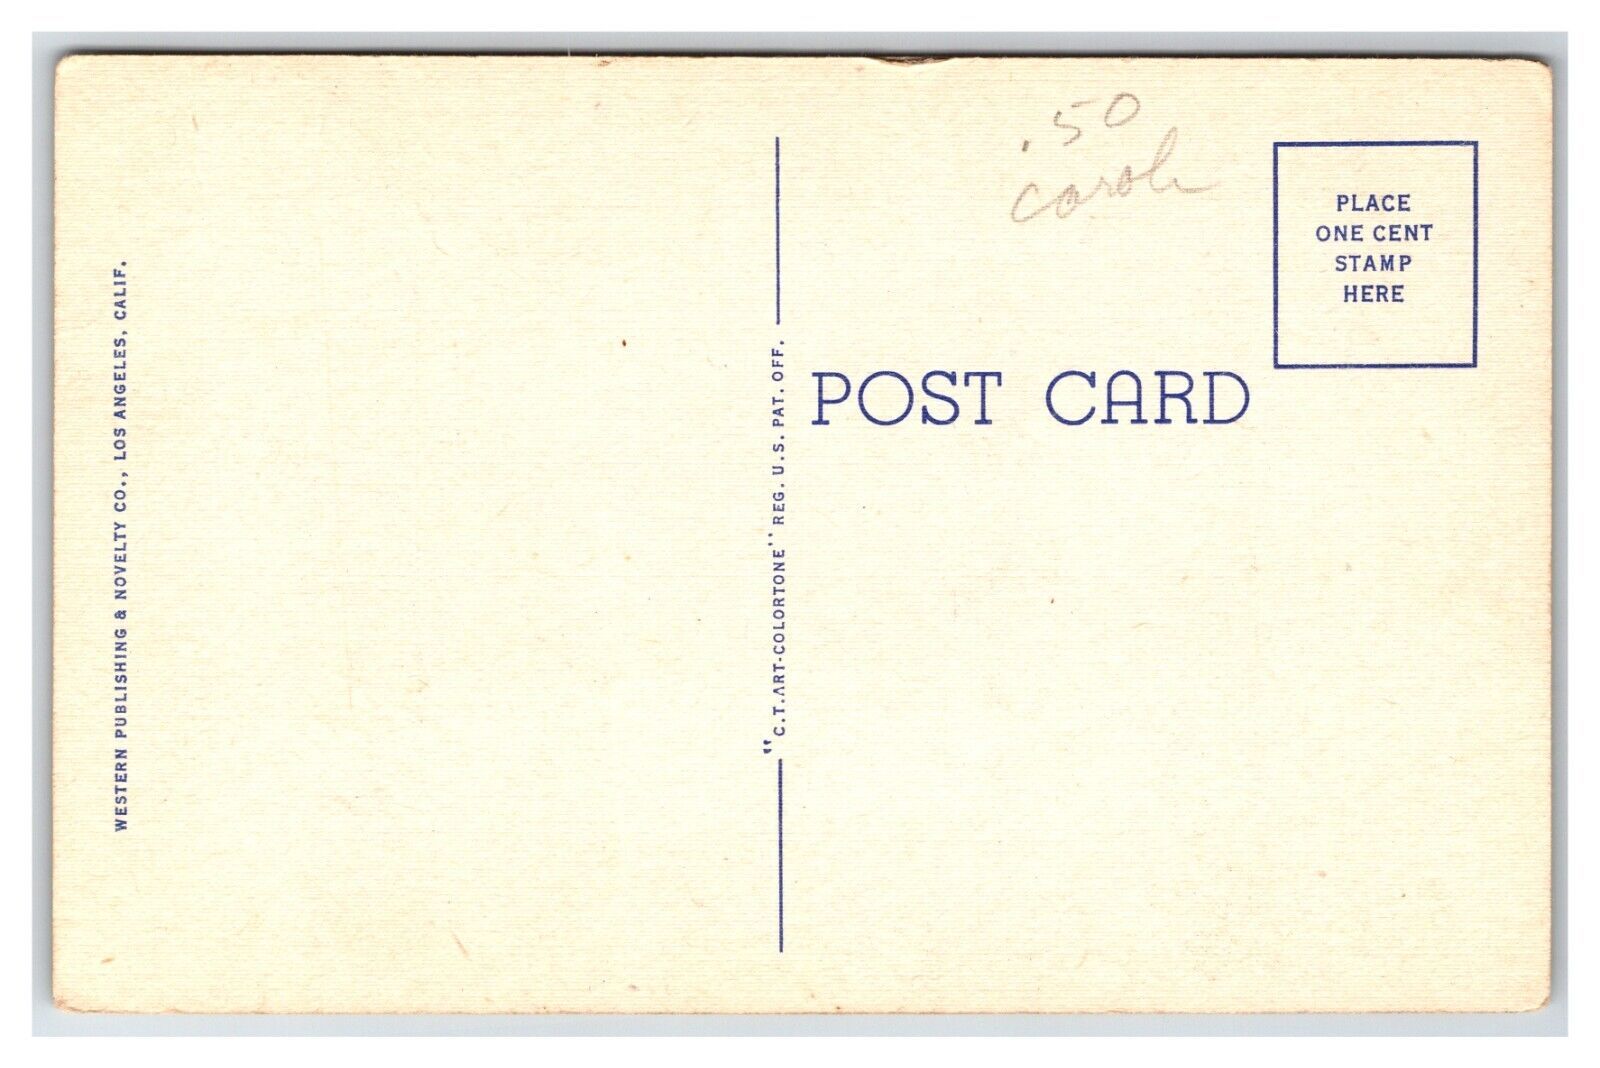 .50
Carole
PLACE
ONE CENT
STAMP
HERE
POST CARD
WESTERN PUBLISHING & NOVELTY CO., LOS ANGELES, CALIF.
"C.T. ART-COLORTONE" REG. U.S. PAT. OFF.